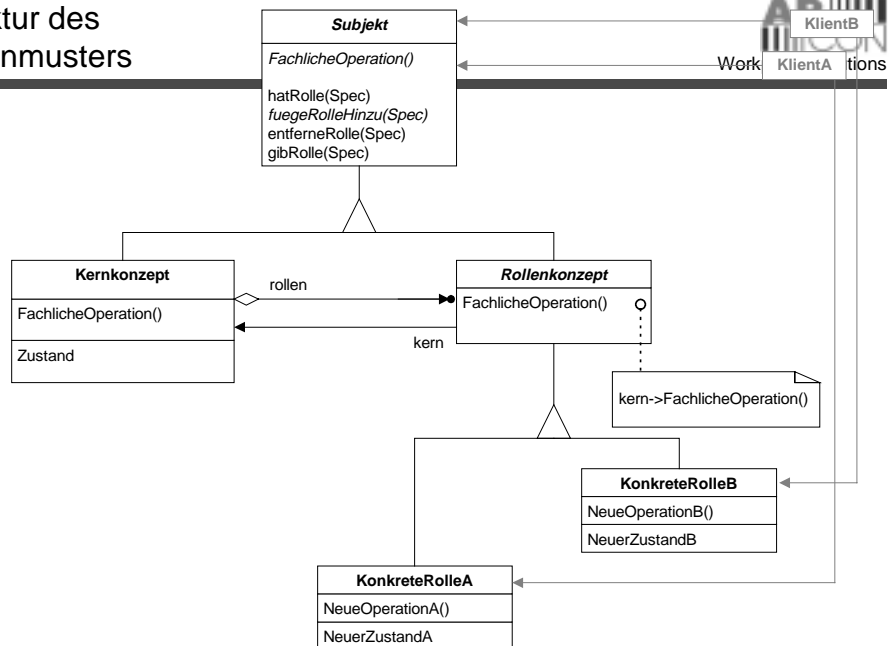 ktur des
nmusters
Subjekt
FachlicheOperation()
hatRolle(Spec)
fuegeRolleHinzu(Spec)
entferneRolle(Spec)
gibRolle(Spec)
KlientB
Work
KlientA
tions
Kernkonzept
FachlicheOperation()
Zustand
rollen
kern
Rollenkonzept
FachlicheOperation()
kern->FachlicheOperation()
KonkreteRolleB
NeueOperationB()
NeuerZustandB
KonkreteRolleA
NeueOperationA()
NeuerZustandA